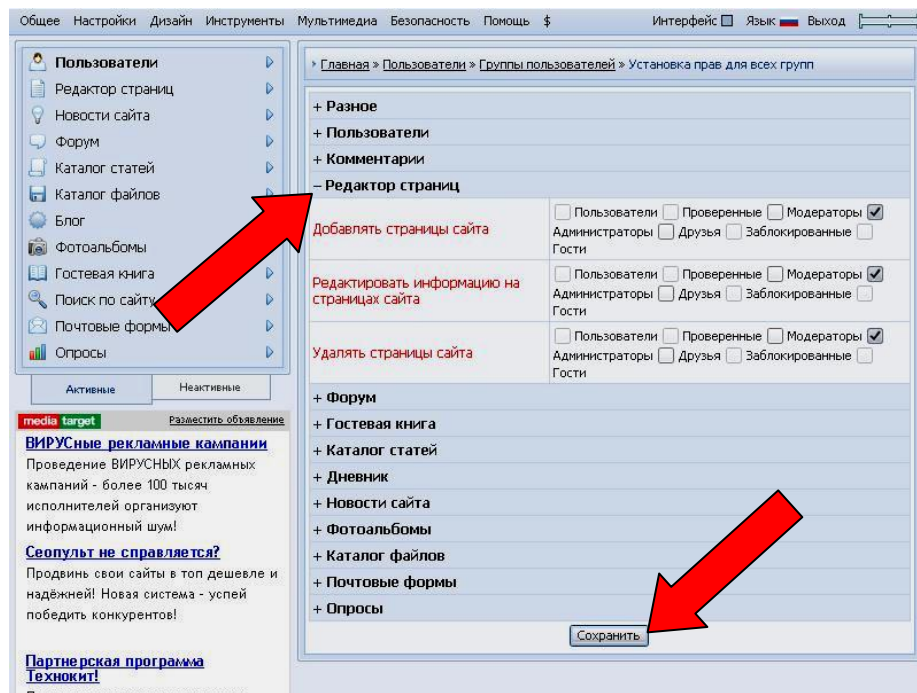 Общее Настройки Дизайн Инструменты Мультимедиа Безопасность Помощь $ Интерфейс Язык Выход
Пользователи
Редактор страниц
Новости сайта
Форум
Каталог статей
Каталог файлов
Блог
Фотоальбомы
Гостевая книга
Поиск по сайту
Почтовые формы
Опросы
Активные Неактивные
media target Разместить объявление
ВИРУСные рекламные кампании
Проведение ВИРУСНЫХ рекламных
кампаний - более 100 тысяч
исполнителей организуют
информационный шум!
Сеопульт не справляется?
Продвинь свои сайты в топ дешевле и
надёжней! Новая система - успей
победить конкурентов!
Партнерская программа
Технокит!
Главная » Пользователи » Группы пользователей » Установка прав для всех групп
+ Разное
+ Пользователи
+ Комментарии
– Редактор страниц
Добавлять страницы сайта
Пользователи Проверенные Модераторы
Администраторы Друзья Заблокированные
Гости
Редактировать информацию на
страницах сайта
Пользователи Проверенные Модераторы
Администраторы Друзья Заблокированные
Гости
Удалять страницы сайта
Пользователи Проверенные Модераторы
Администраторы Друзья Заблокированные
Гости
+ Форум
+ Гостевая книга
+ Каталог статей
+ Дневник
+ Новости сайта
+ Фотоальбомы
+ Каталог файлов
+ Почтовые формы
+ Опросы
Сохранить